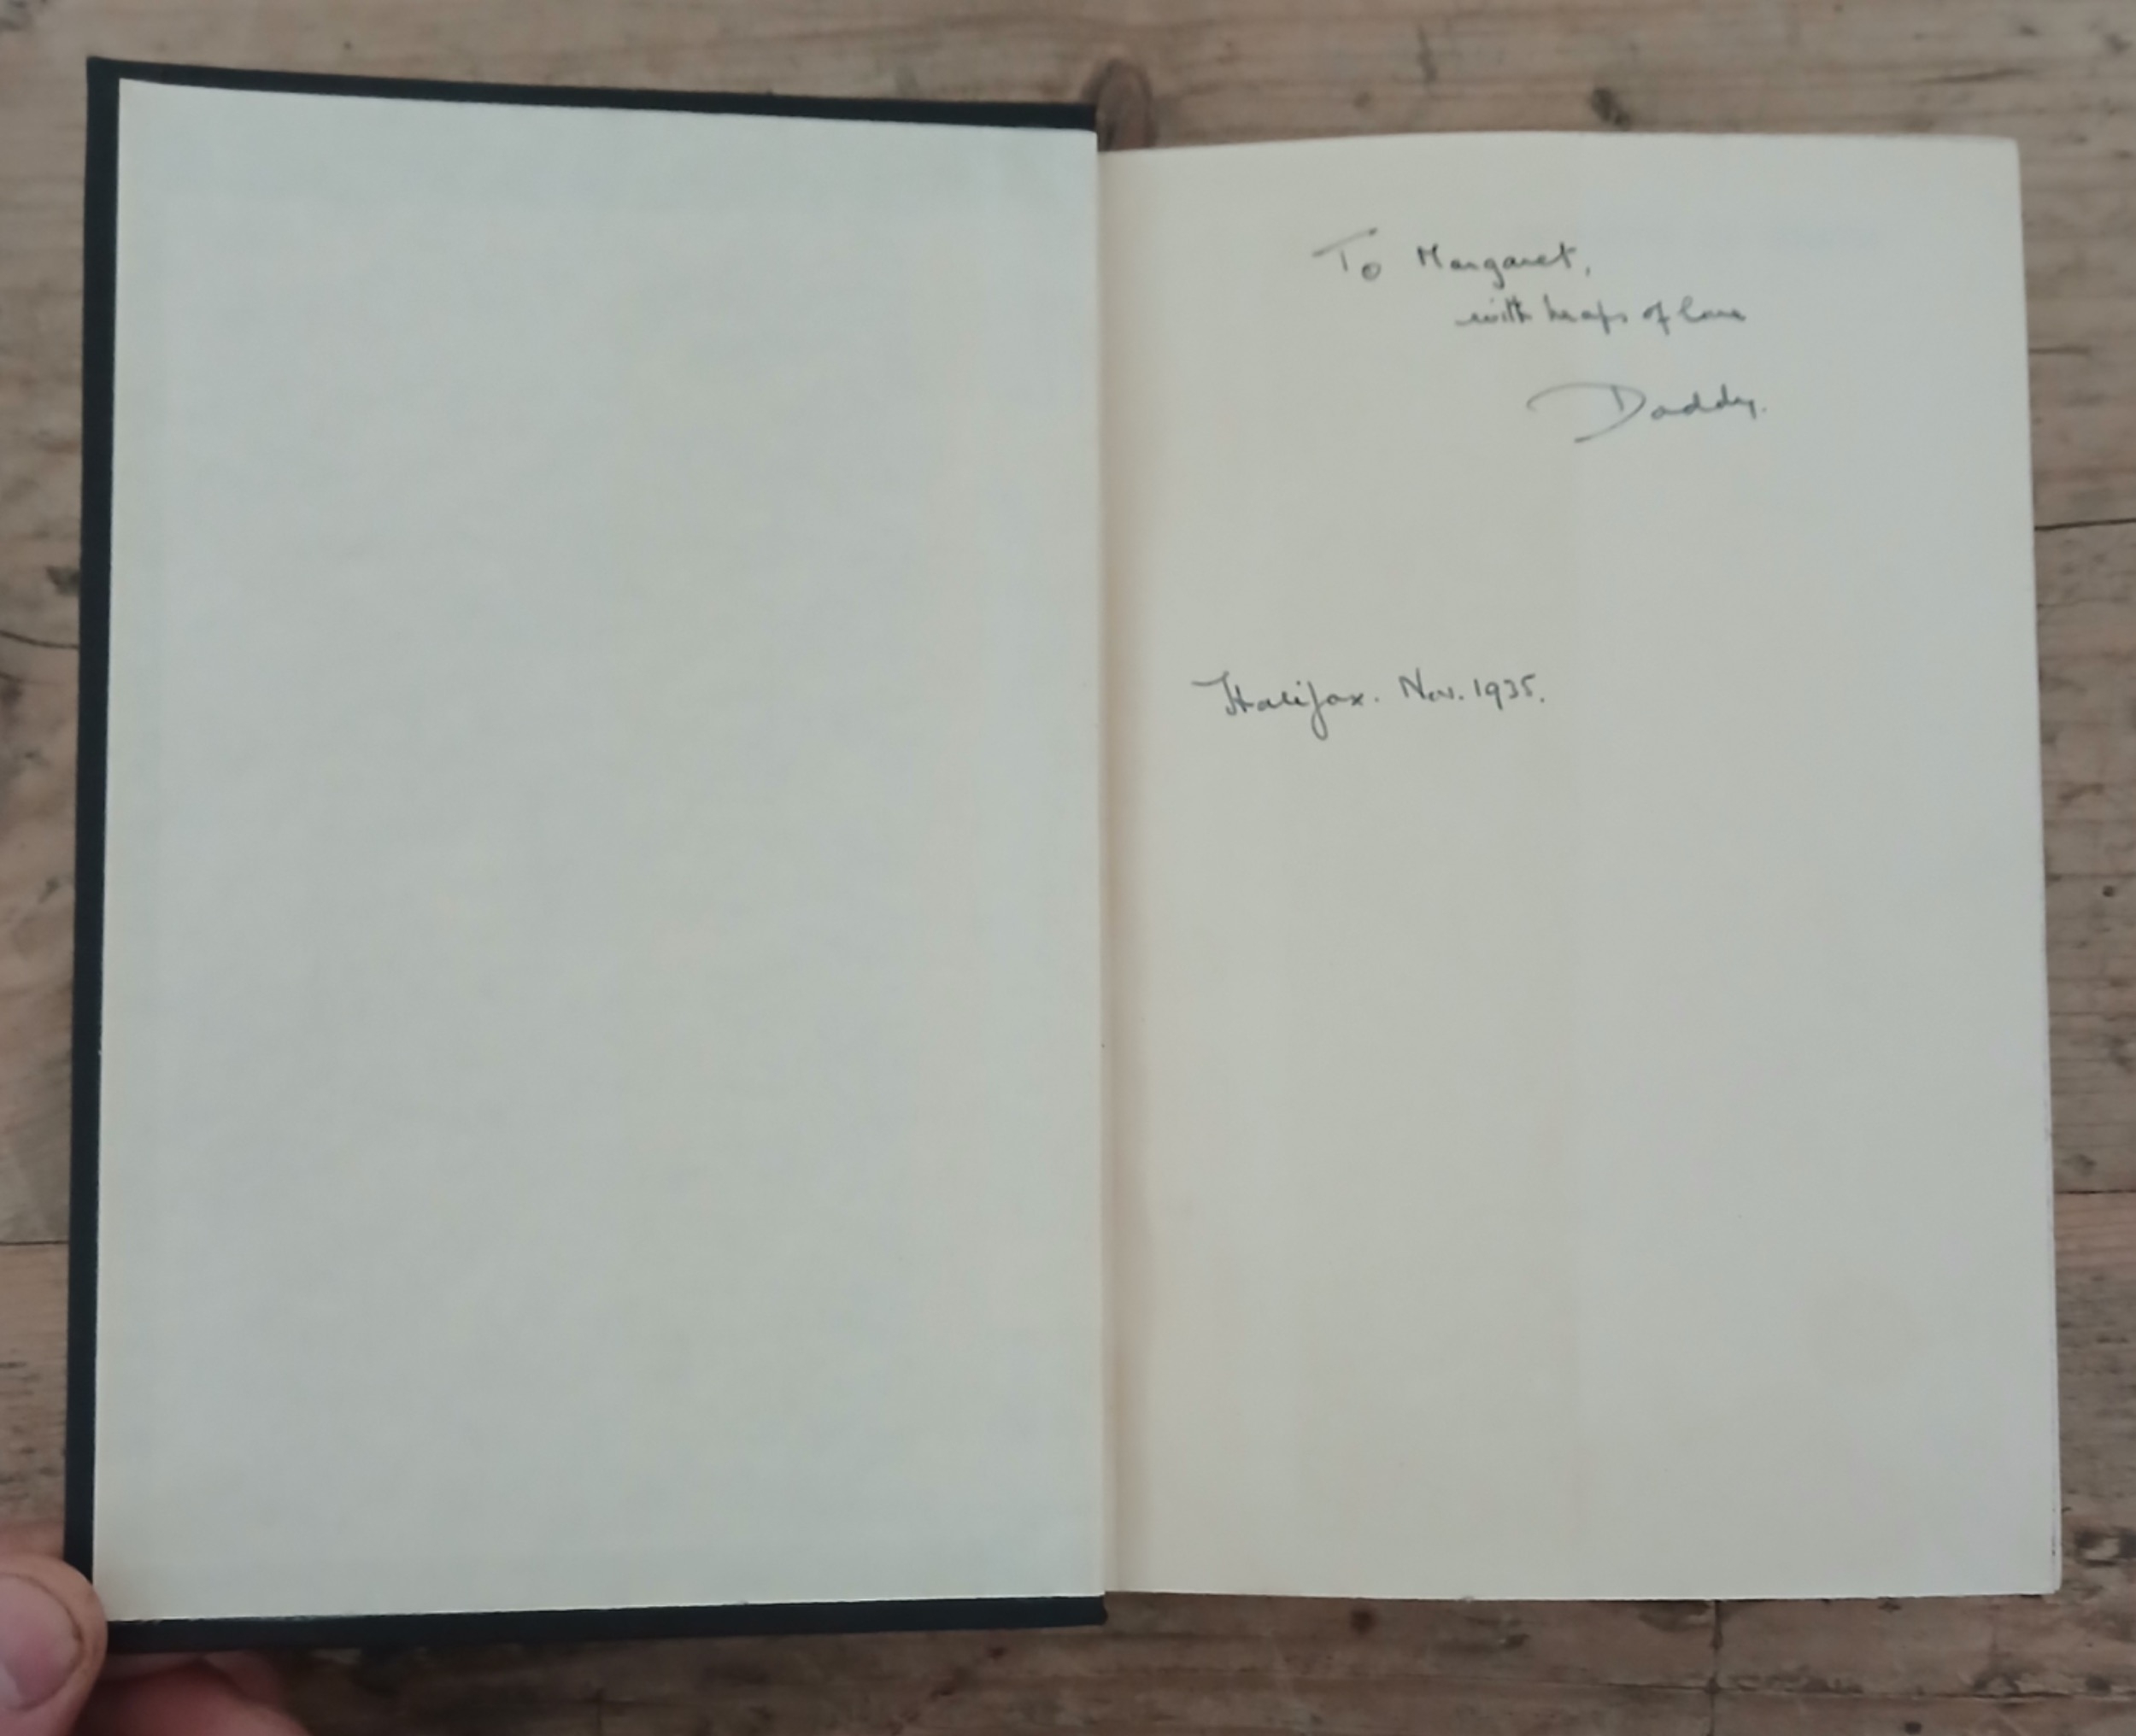 To Margaret,
with heaps of love
Daddy.
Halifax. Nov. 1935.